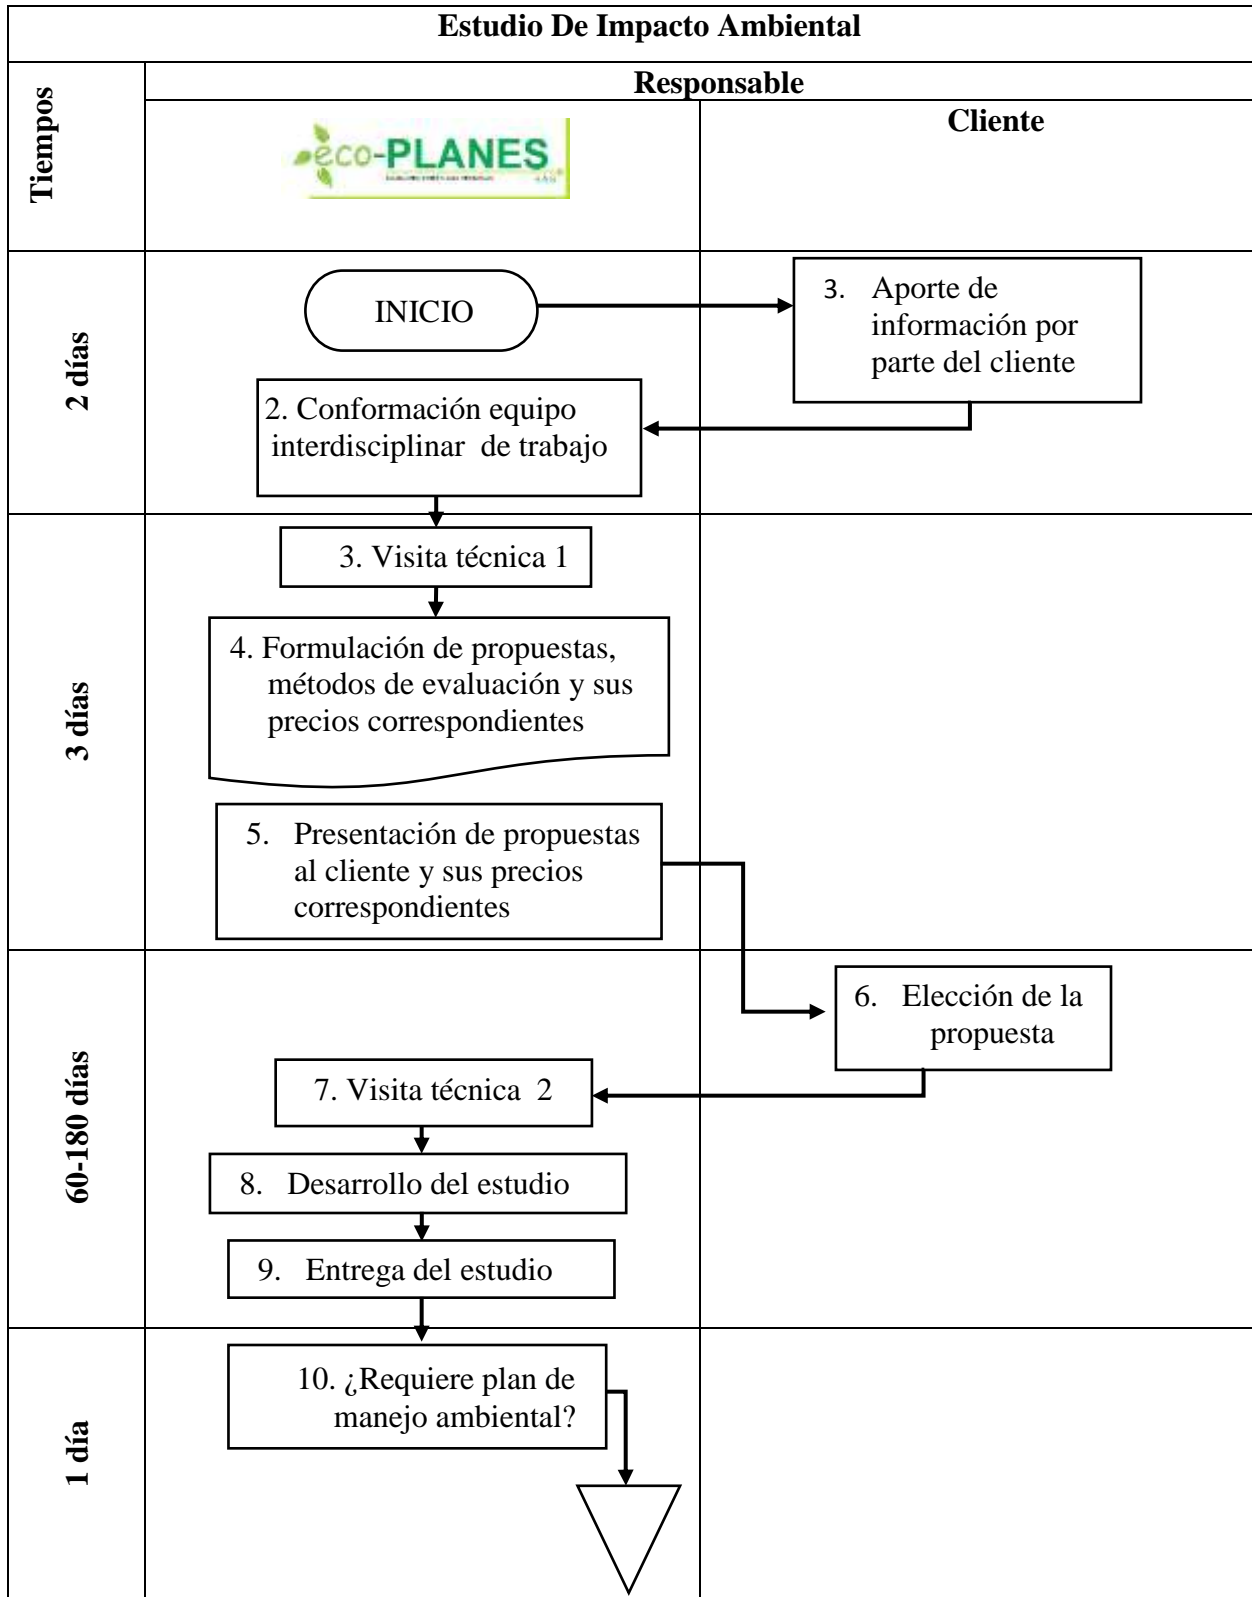 Estudio De Impacto Ambiental
Tiempos
Responsable
eco-PLANES
Cliente
2 días
INICIO
3. Aporte de
información por
parte del cliente
2. Conformación equipo
interdisciplinar de trabajo
3 días
3. Visita técnica 1
4. Formulación de propuestas,
métodos de evaluación y sus
precios correspondientes
5. Presentación de propuestas
al cliente y sus precios
correspondientes
60-180 días
6. Elección de la
propuesta
7. Visita técnica 2
8. Desarrollo del estudio
9. Entrega del estudio
1 día
10. ¿Requiere plan de
manejo ambiental?